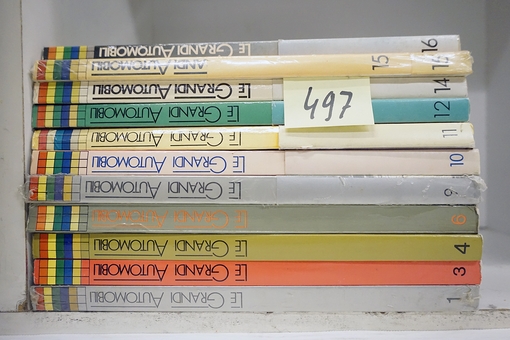 LE GRANDI AUTOMOBILI 16
ANDI AUTOMOBILI 15
LE GRANDI AUTOMOBILI 14
497
LE GRANDI AUTOMOBILI 12
LE GRANDI AUTOMOBILI 11
LE GRANDI AUTOMOBILI 10
LE GRANDI AUTOMOBILI 9
LE GRANDI AUTOMOBILI 6
LE GRANDI AUTOMOBILI 4
LE GRANDI AUTOMOBILI 3
LE GRANDI AUTOMOBILI 1